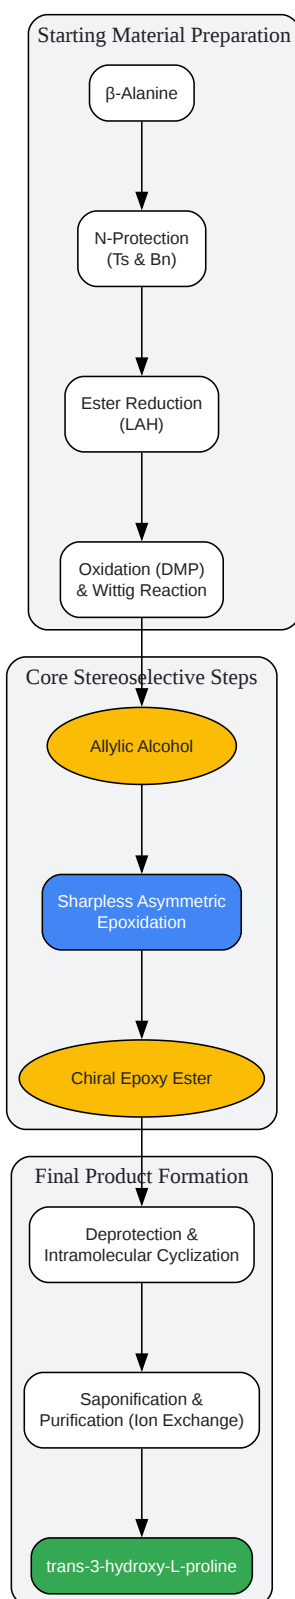 Starting Material Preparation
β-Alanine
N-Protection
(Ts & Bn)
Ester Reduction
(LAH)
Oxidation (DMP)
& Wittig Reaction
Core Stereoselective Steps
Allylic Alcohol
Sharpless Asymmetric
Epoxidation
Chiral Epoxy Ester
Final Product Formation
Deprotection &
Intramolecular Cyclization
Saponification &
Purification (Ion Exchange)
trans-3-hydroxy-L-proline